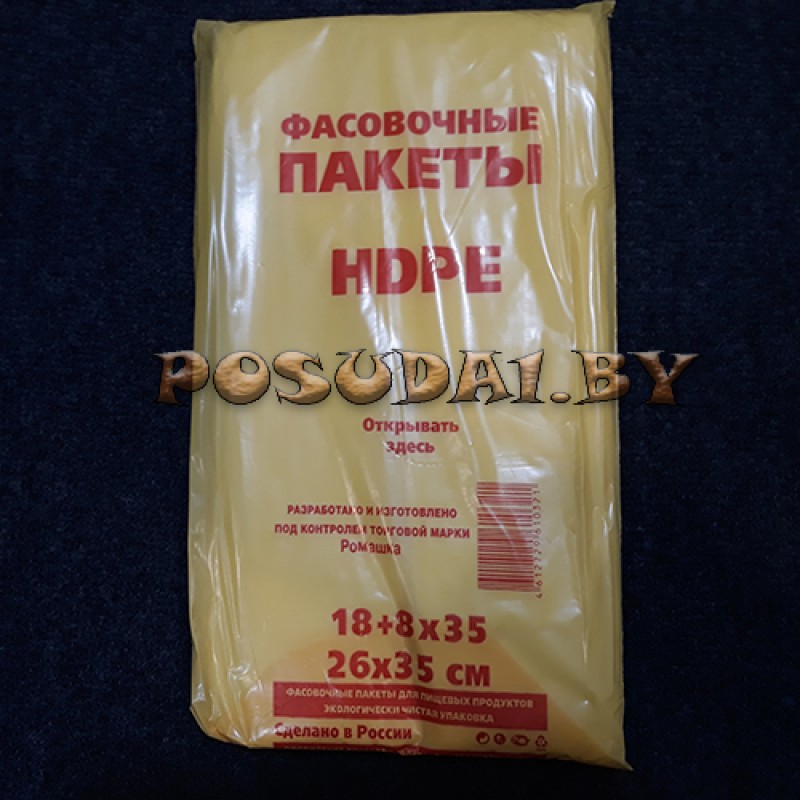 ФАСОВОЧНЫЕ
ПАКЕТЫ
HDPE
POSUDA1.BY
Открывать
здесь
РАЗРАБОТАНО И ИЗГОТОВЛЕНО
ПОД КОНТРОЛЕМ ТОРГОВОЙ МАРКИ
Ромашка
18+8х35
26х35 см
ФАСОВОЧНЫЕ ПАКЕТЫ ДЛЯ ПИЩЕВЫХ ПРОДУКТОВ
ЭКОЛОГИЧЕСКИ ЧИСТАЯ УПАКОВКА
Сделано в России